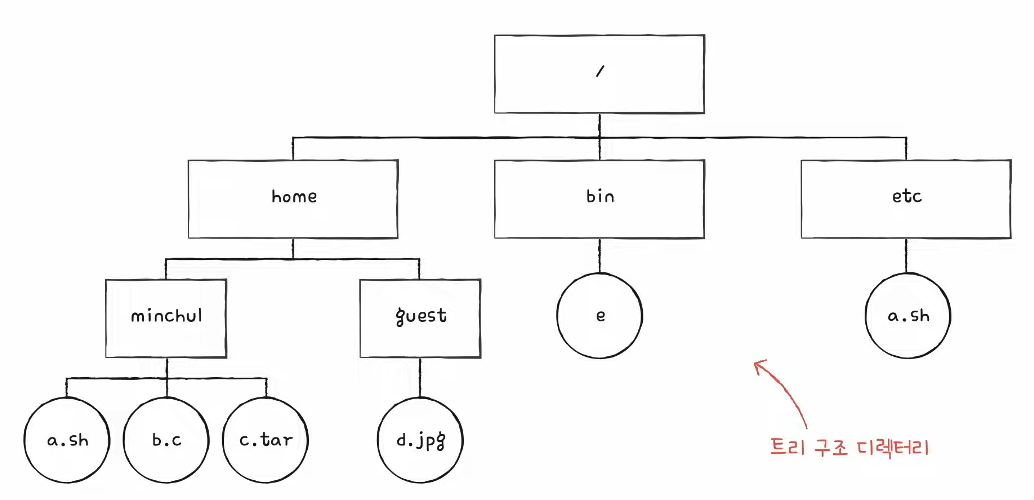 /
home
bin
etc
minchul
guest
e
a.sh
a.sh
b.c
c.tar
d.jpg
트리 구조 디렉터리